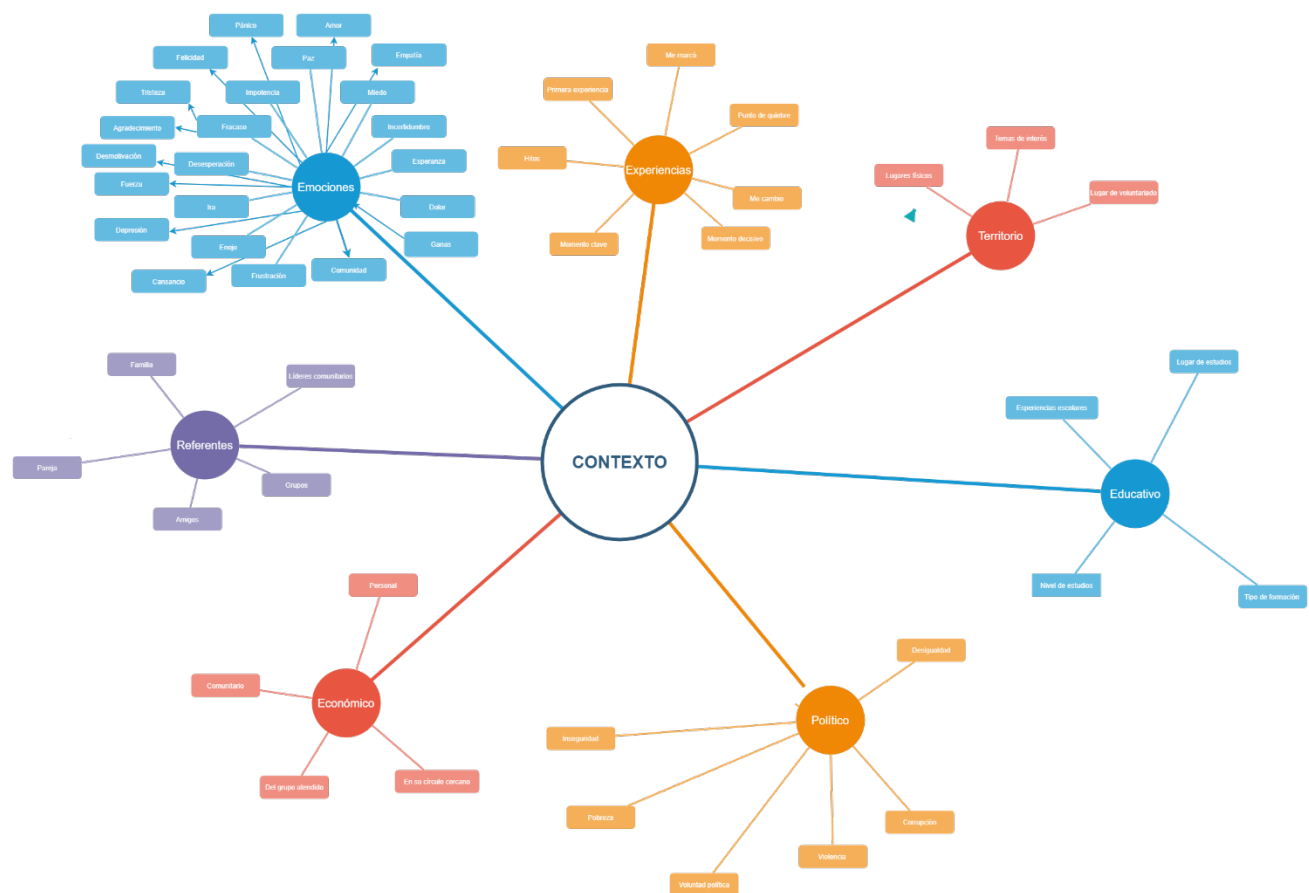 Pánico
Amor
Felicidad
Paz
Empatía
Tristeza
Impotencia
Miedo
Agradecimiento
Fracaso
Incertidumbre
Desmotivación
Desesperación
Esperanza
Fuerza
Emociones
Ira
Dolor
Depresión
Enojo
Ganas
Cansancio
Frustración
Comunidad
Me marcó
Primera experiencia
Punto de quiebre
Hitos
Experiencias
Me cambio
Momento clave
Momento decisivo
Temas de interés
Lugares físicos
Lugar de voluntariado
Territorio
Familia
Líderes comunitarios
Referentes
Pareja
Grupos
Amigos
CONTEXTO
Lugar de estudios
Experiencias escolares
Educativo
Nivel de estudios
Tipo de formación
Personal
Comunitario
Económico
Del grupo atendido
En su círculo cercano
Desigualdad
Político
Inseguridad
Pobreza
Corrupción
Violencia
Voluntad política